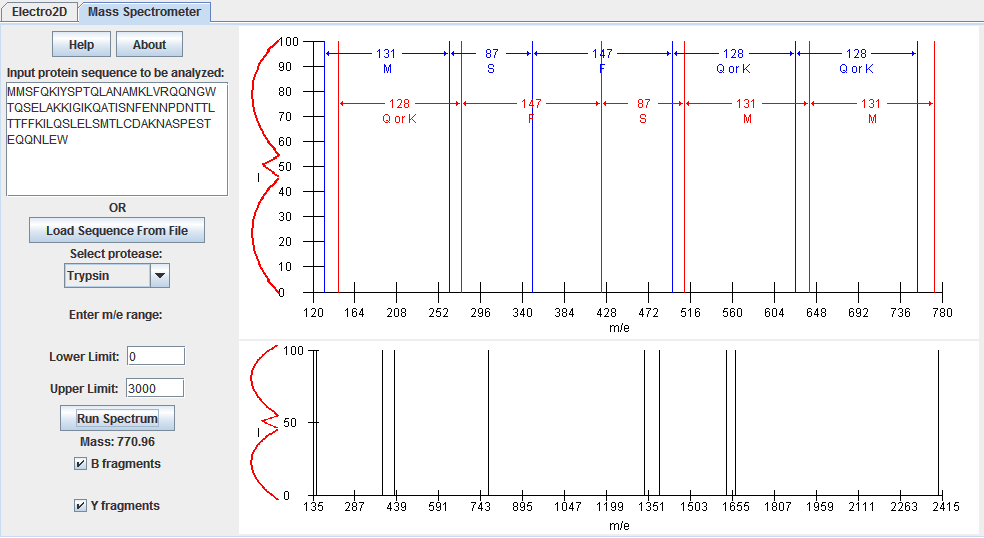 Electro2D Mass Spectrometer
Help About
Input protein sequence to be analyzed:
MMSFQKIYSPTQLANAMKLVRQQNGW
TQSELAKKIGIKQATISNFENNPDNTTL
TTFFKILQSLELSMTLCDAKNASPEST
EQQNLEW
OR
Load Sequence From File
Select protease:
Trypsin
Enter m/e range:
Lower Limit: 0
Upper Limit: 3000
Run Spectrum
Mass: 770.96
B fragments
Y fragments
100
90
80
70
60
50
40
30
20
10
0
I
131 87 147 128 128
M S F Q or K Q or K
128 147 87 131 131
Q or K F S M M
120 164 208 252 296 340 384 428 472 516 560 604 648 692 736 780
m/e
100
50
0
I
135 287 439 591 743 895 1047 1199 1351 1503 1655 1807 1959 2111 2263 2415
m/e